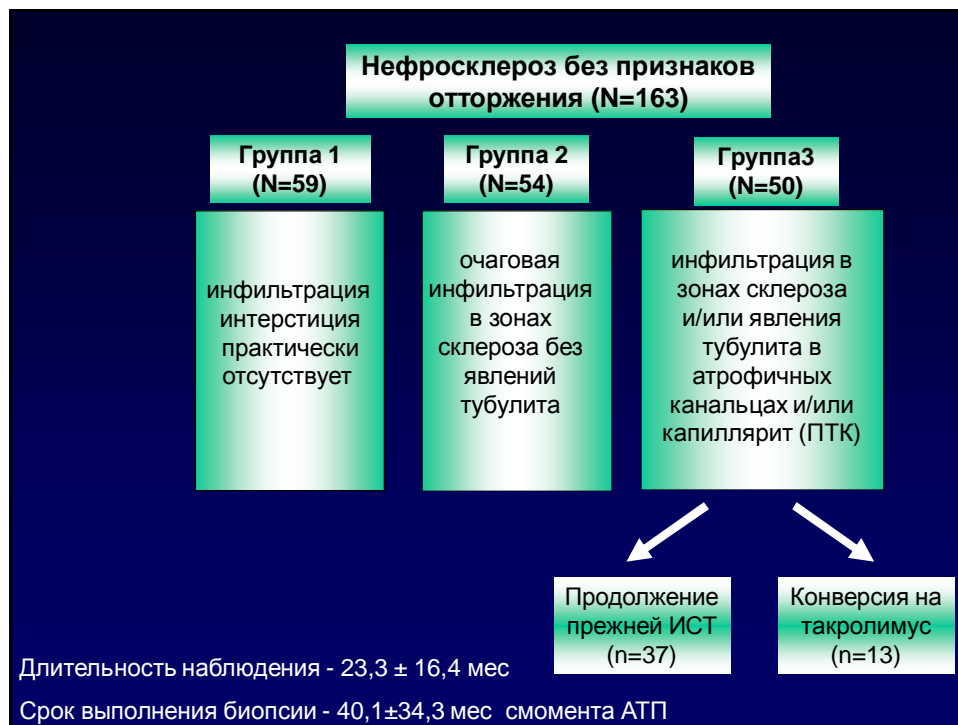 Нефросклероз без признаков
отторжения (N=163)
Группа 1
(N=59)
Группа 2
(N=54)
Группа3
(N=50)
инфильтрация
интерстиция
практически
отсутствует
очаговая
инфильтрация
в зонах
склероза без
явлений
тубулита
инфильтрация в
зонах склероза
и/или явления
тубулита в
атрофичных
канальцах и/или
капиллярит (ПТК)
Продолжение
прежней ИСТ
(n=37)
Конверсия на
такролимус
(n=13)
Длительность наблюдения - 23,3 ± 16,4 мес
Срок выполнения биопсии - 40,1±34,3 мес смомента АТП